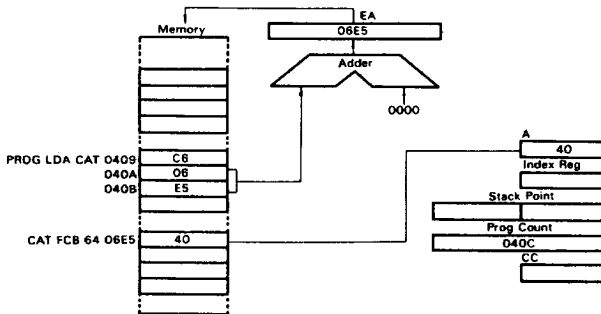 EA
Memory
06E5
Adder
0000
PROG LDA CAT 0409 C6
040A 06
040B E5
CAT FCB 64 06E5 40
A
40
Index Reg
Stack Point
Prog Count
040C
CC